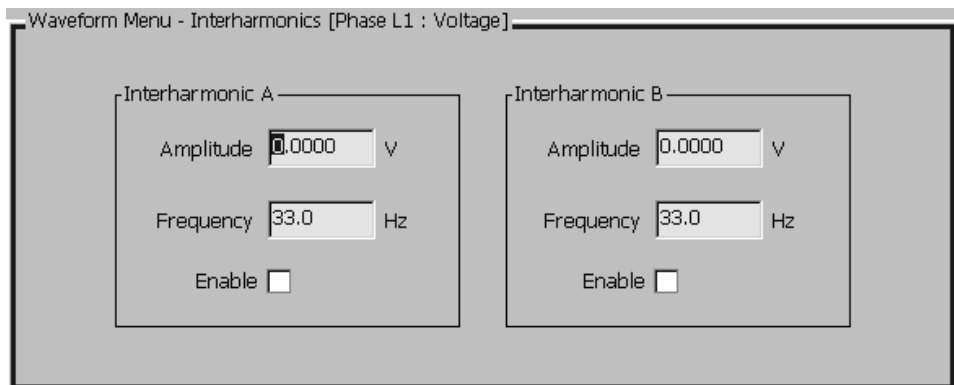 Waveform Menu - Interharmonics [Phase L1 : Voltage]
Interharmonic A
Amplitude 0.0000 V
Frequency 33.0 Hz
Enable
Interharmonic B
Amplitude 0.0000 V
Frequency 33.0 Hz
Enable